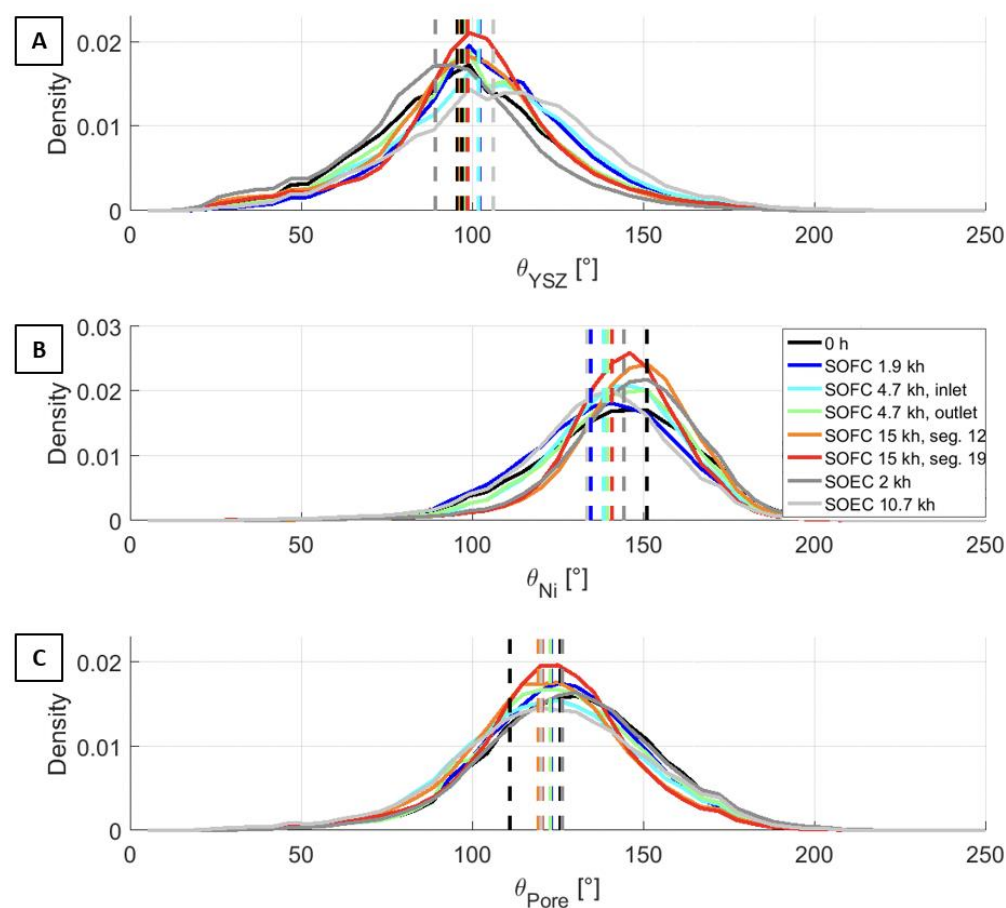 A
0.02
0.01
0
Density
0 50 100 150 200 250
θ_YSZ [°]
B
0.03
0.02
0.01
0
Density
0 50 100 150 200 250
θ_Ni [°]
0 h
SOFC 1.9 kh
SOFC 4.7 kh, inlet
SOFC 4.7 kh, outlet
SOFC 15 kh, seg. 12
SOFC 15 kh, seg. 19
SOEC 2 kh
SOEC 10.7 kh
C
0.02
0.01
0
Density
0 50 100 150 200 250
θ_Pore [°]